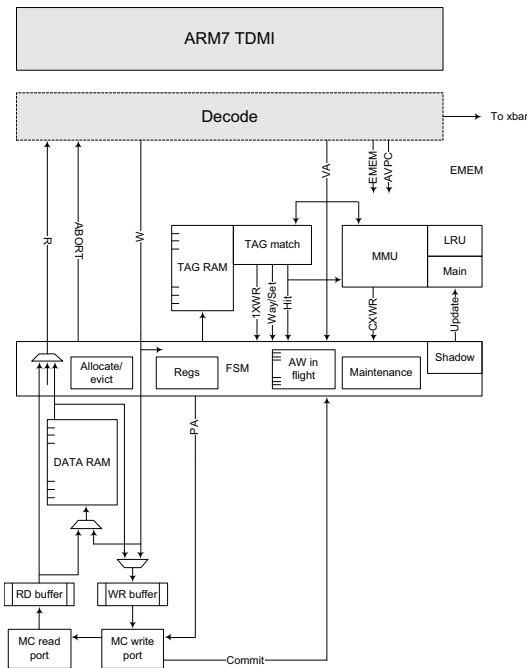 ARM7 TDMI
Decode
To xbar
EMEM
AVPC
EMEM
R
ABORT
W
VA
TAG RAM
TAG match
MMU
LRU
Main
1XWR
Way/Set
Hit
CXWR
Update
Allocate/
evict
Regs
FSM
AW in
flight
Maintenance
Shadow
PA
DATA RAM
RD buffer
WR buffer
MC read
port
MC write
port
Commit